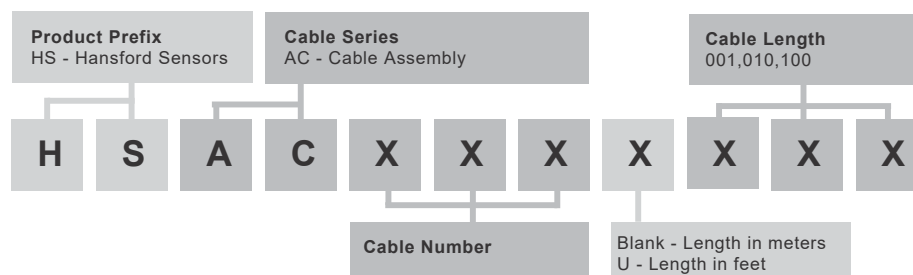 Product Prefix
HS - Hansford Sensors
Cable Series
AC - Cable Assembly
Cable Length
001,010,100
H S A C X X X X X X X
Cable Number
Blank - Length in meters
U - Length in feet